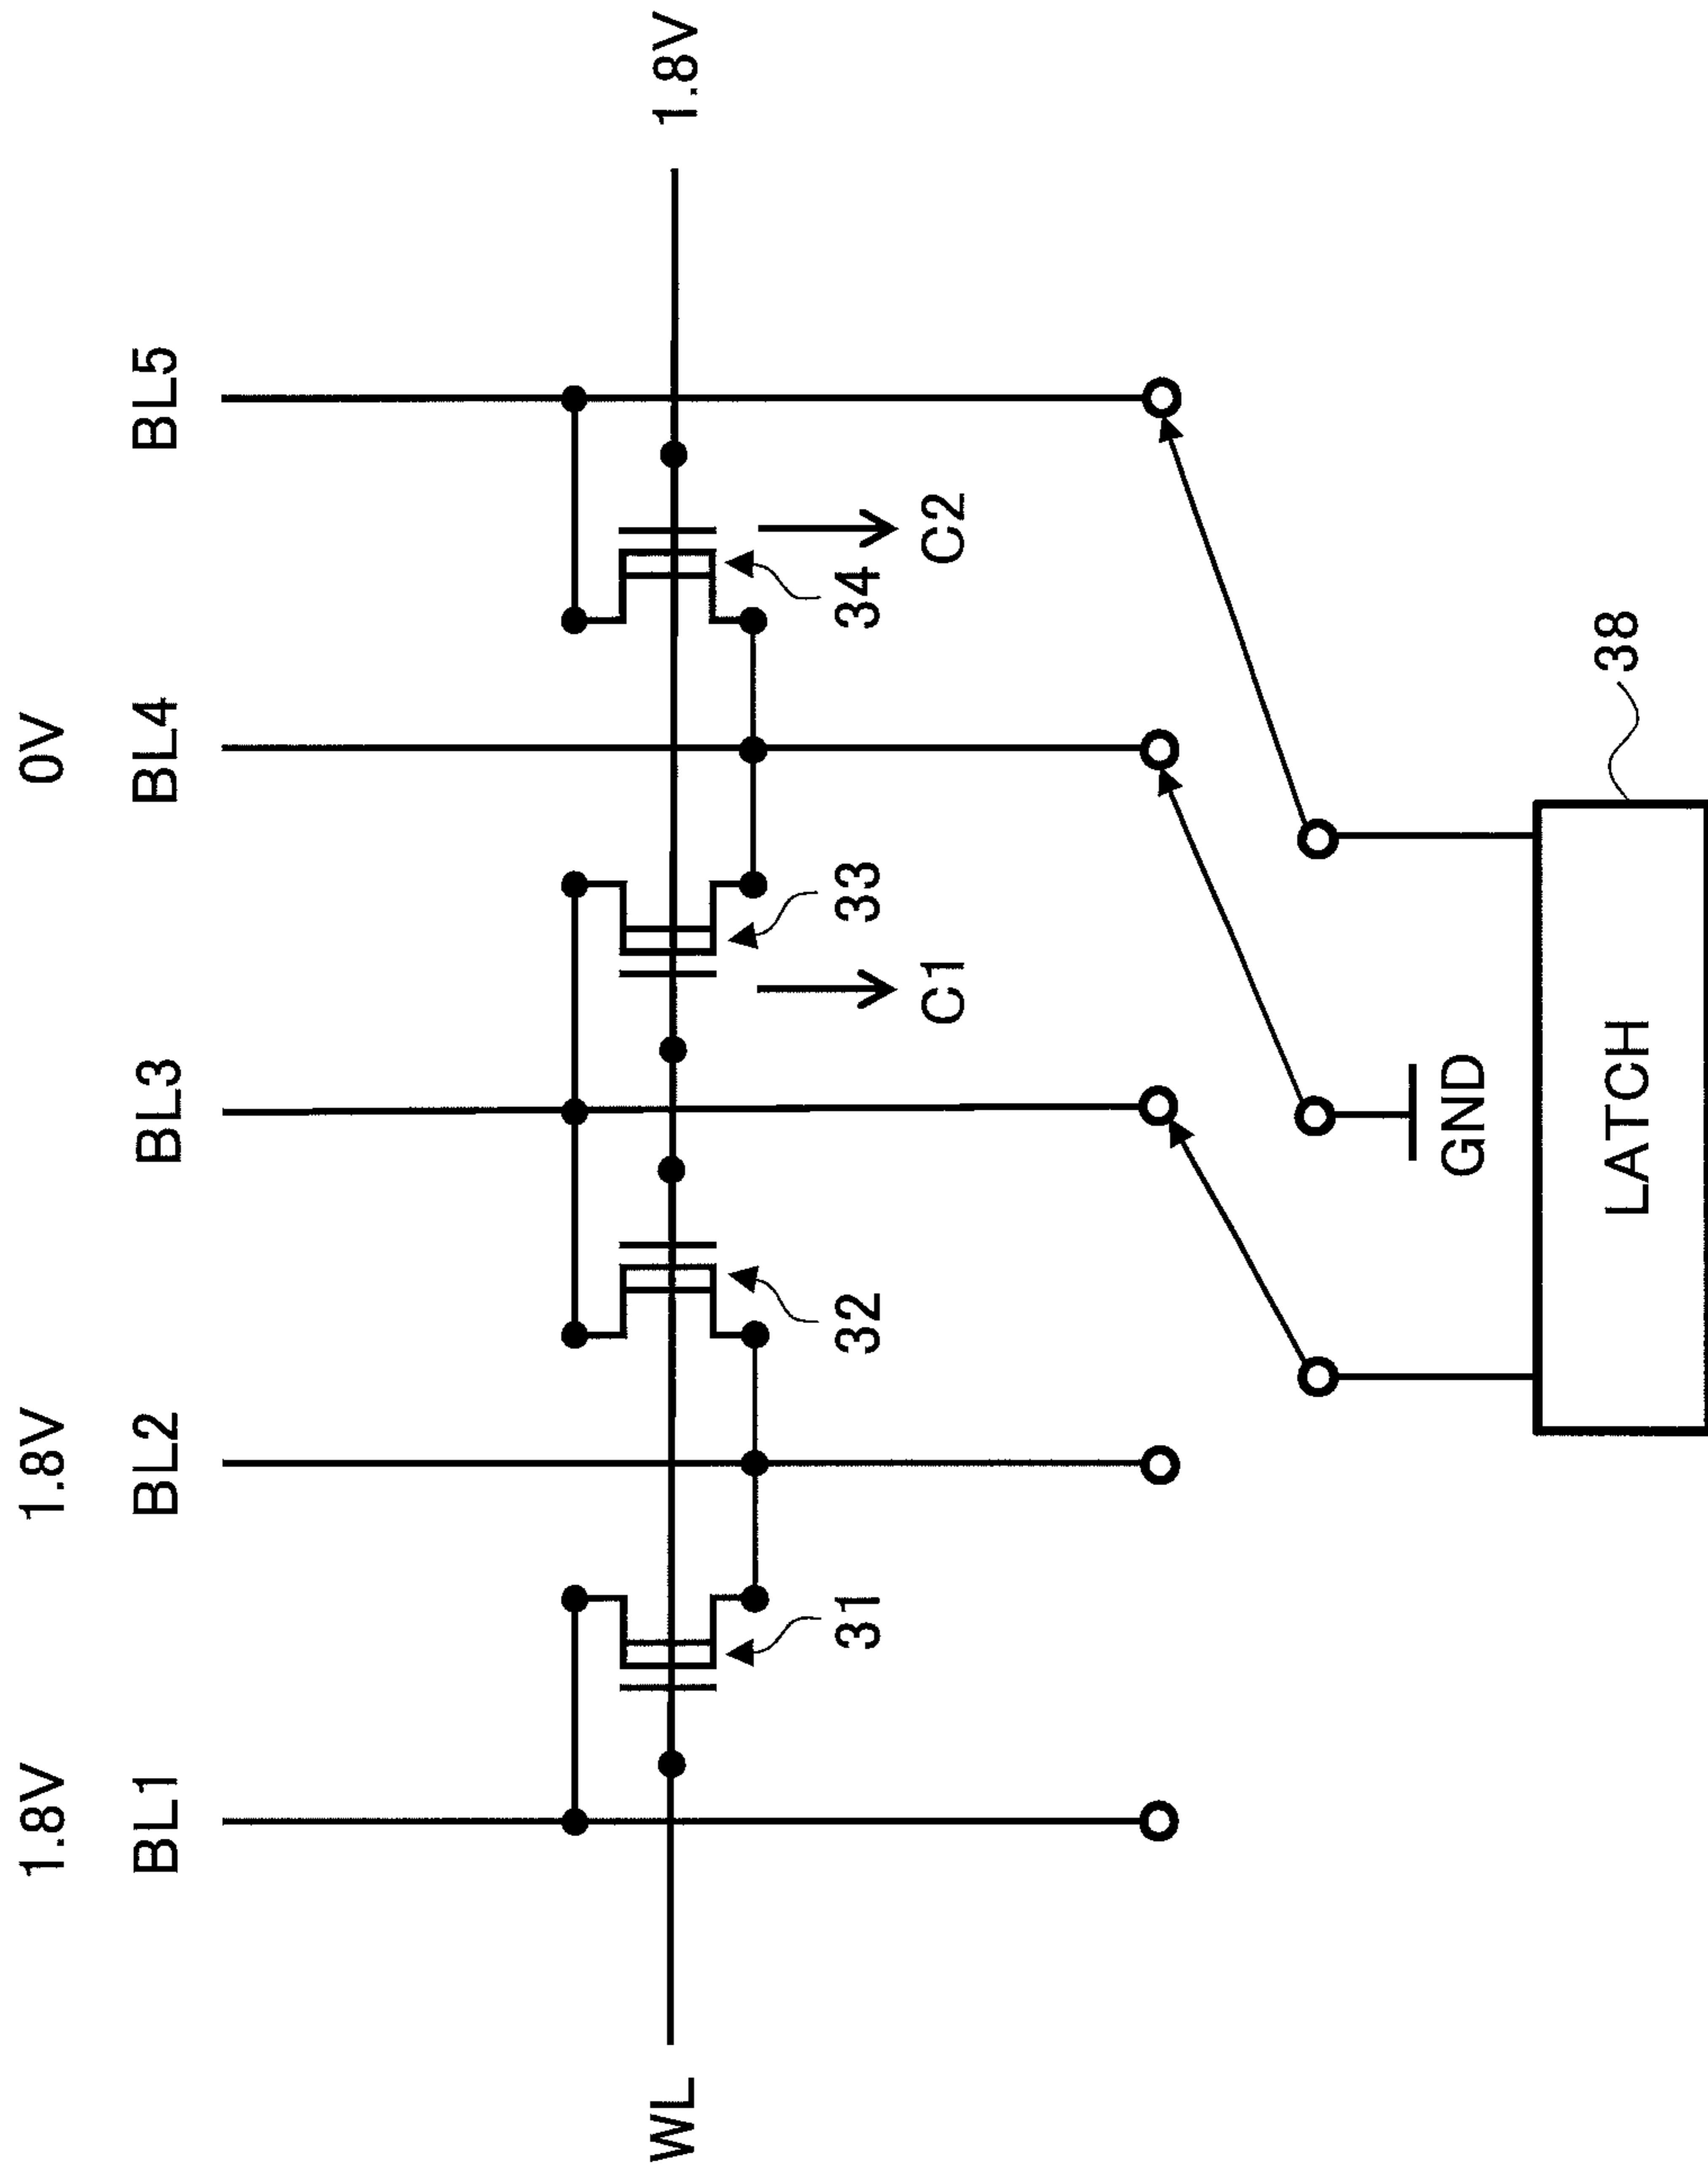 1.8V 1.8V 0V
BL1 BL2 BL3 BL4 BL5
WL 1.8V
31 32 33 34
C1 C2
GND
38
LATCH